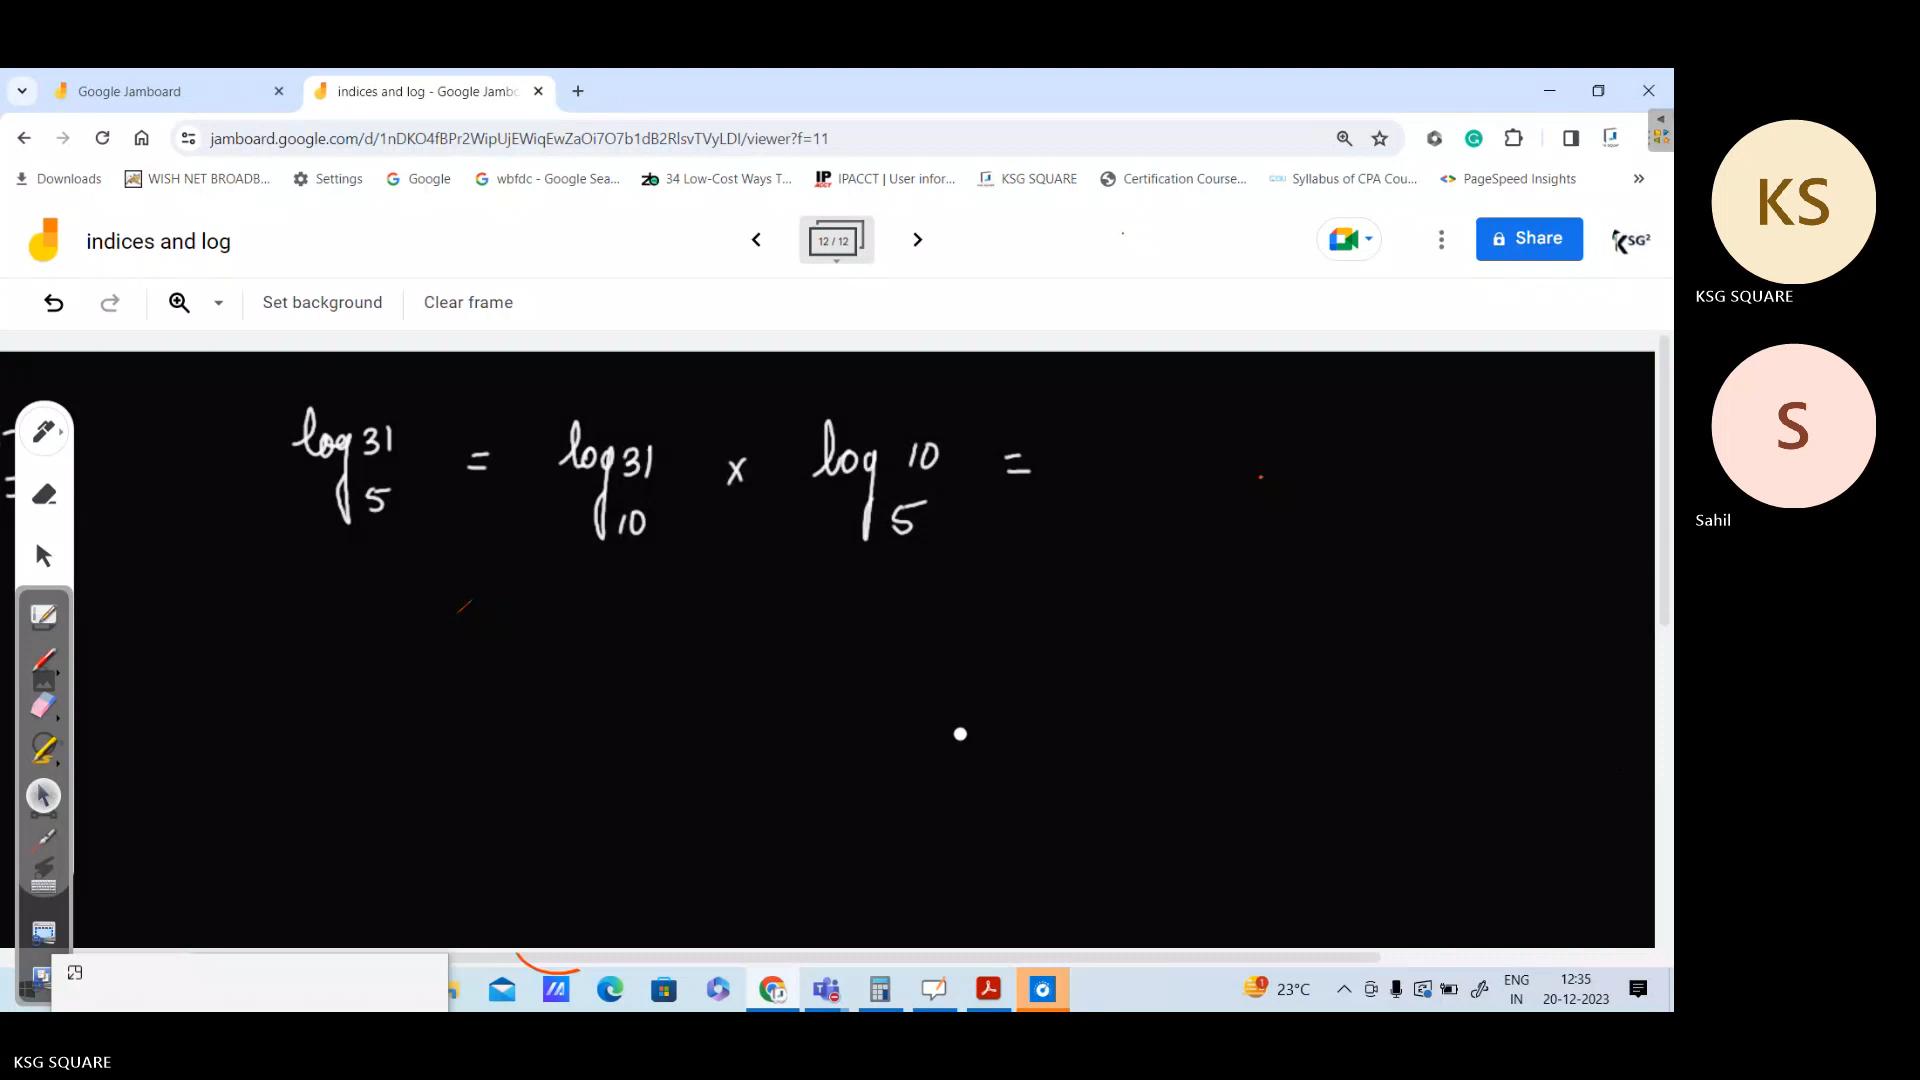 Google Jamboard
indices and log - Google Jambo
jamboard.google.com/d/1nDKO4fBPr2WipUjEWiqEwZaOi7O7b1dB2RlsvTVyLDI/viewer?f=11
Downloads WISH NET BROADB... Settings Google wbfdc - Google Sea... 34 Low-Cost Ways T... IPACCT | User infor... KSG SQUARE Certification Course... Syllabus of CPA Cou... PageSpeed Insights
indices and log
12 / 12
Share
KSG²
Set background Clear frame
log 31 = log 31 x log 10 =
5 10 5
KS
KSG SQUARE
S
Sahil
23°C
ENG
IN
12:35
20-12-2023
KSG SQUARE